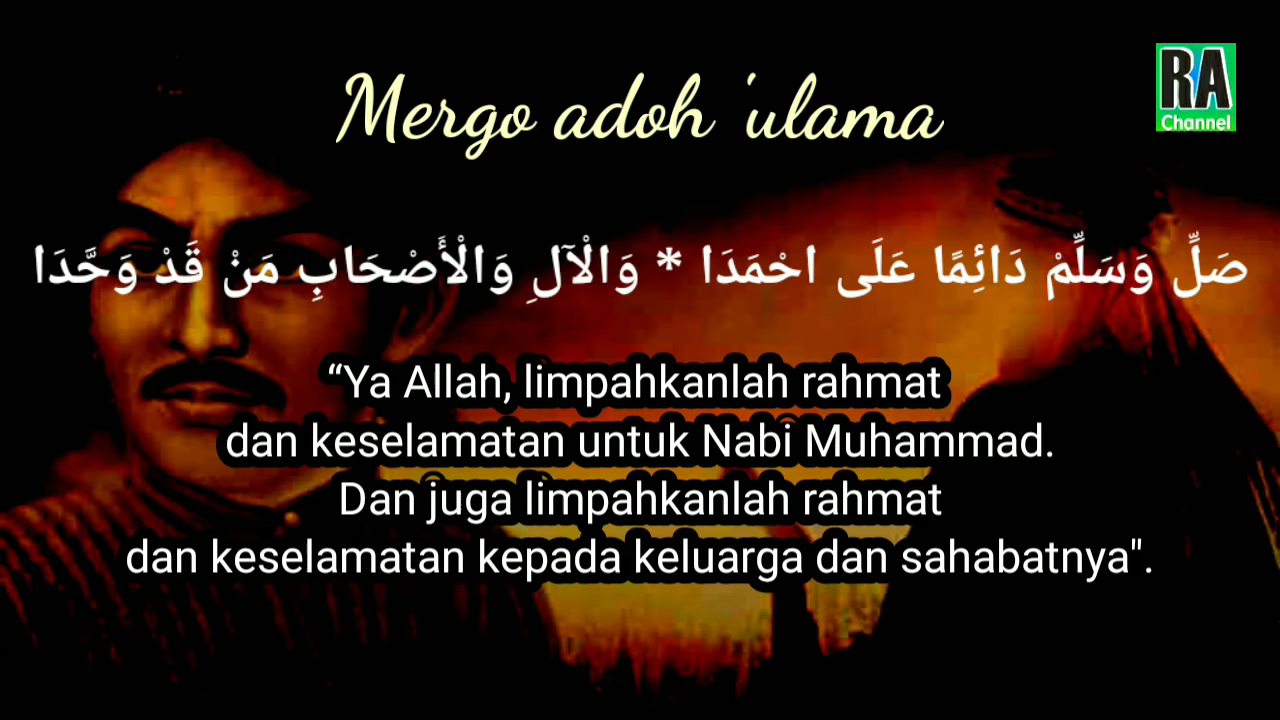 Mergo adoh 'ulama
RA
Channel
صَلِّ وَسَلِّمْ دَائِمًا عَلَى احْمَدَا * وَالْآلِ وَالْأَصْحَابِ مَنْ قَدْ وَحَّدَا
“Ya Allah, limpahkanlah rahmat
dan keselamatan untuk Nabi Muhammad.
Dan juga limpahkanlah rahmat
dan keselamatan kepada keluarga dan sahabatnya".